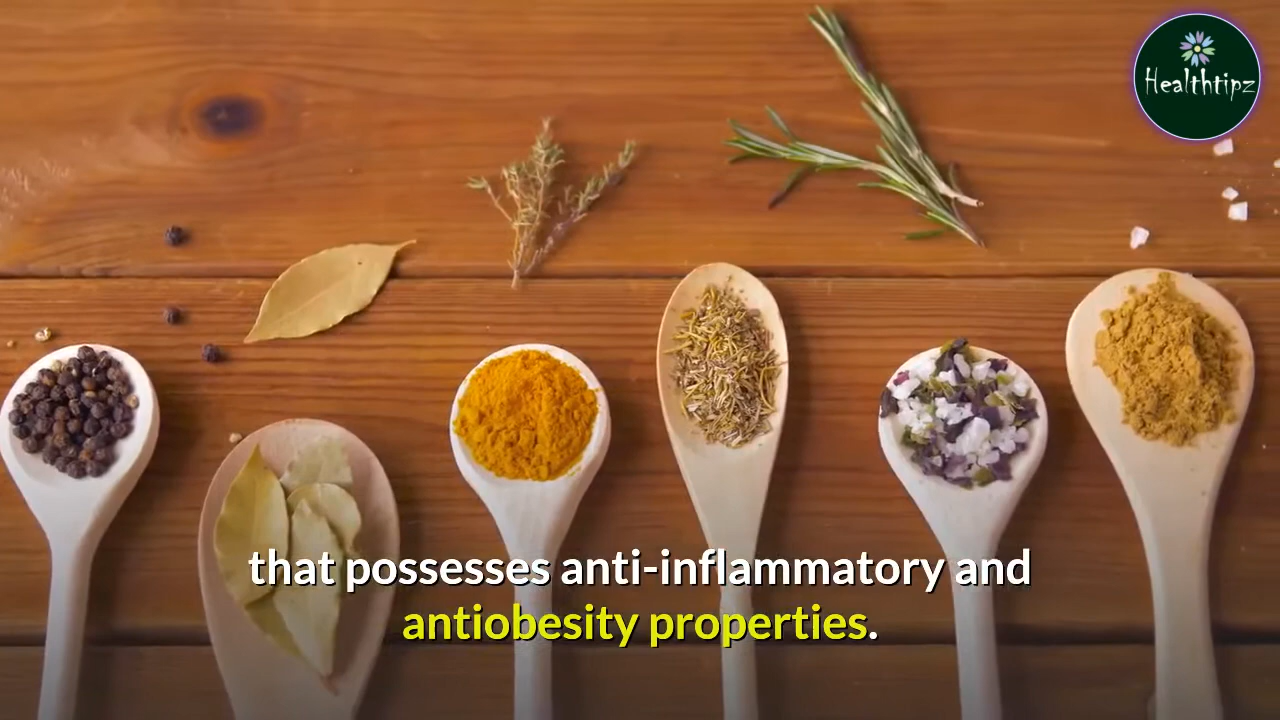 Healthtipz
that possesses anti-inflammatory and
antiobesity properties.